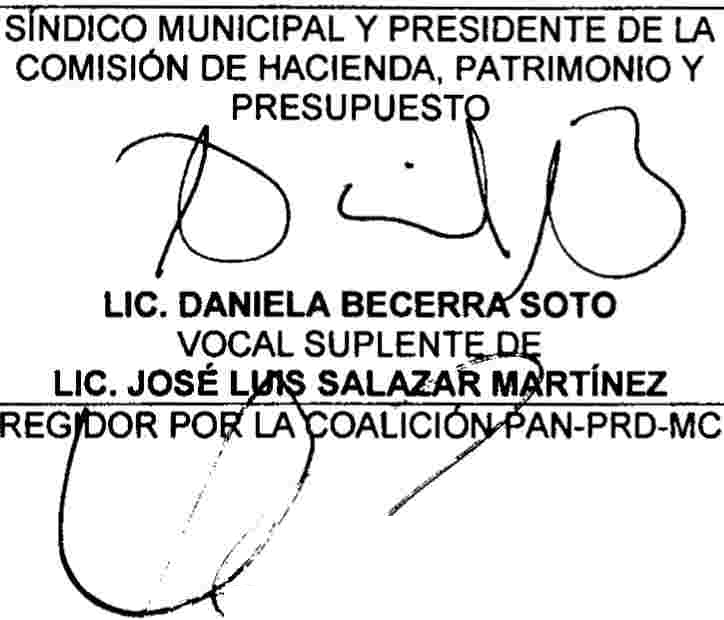 SÍNDICO MUNICIPAL Y PRESIDENTE DE LA
COMISIÓN DE HACIENDA, PATRIMONIO Y
PRESUPUESTO
LIC. DANIELA BECERRA SOTO
VOCAL SUPLENTE DE
LIC. JOSÉ LUIS SALAZAR MARTÍNEZ
REGIDOR POR LA COALICIÓN PAN-PRD-MC